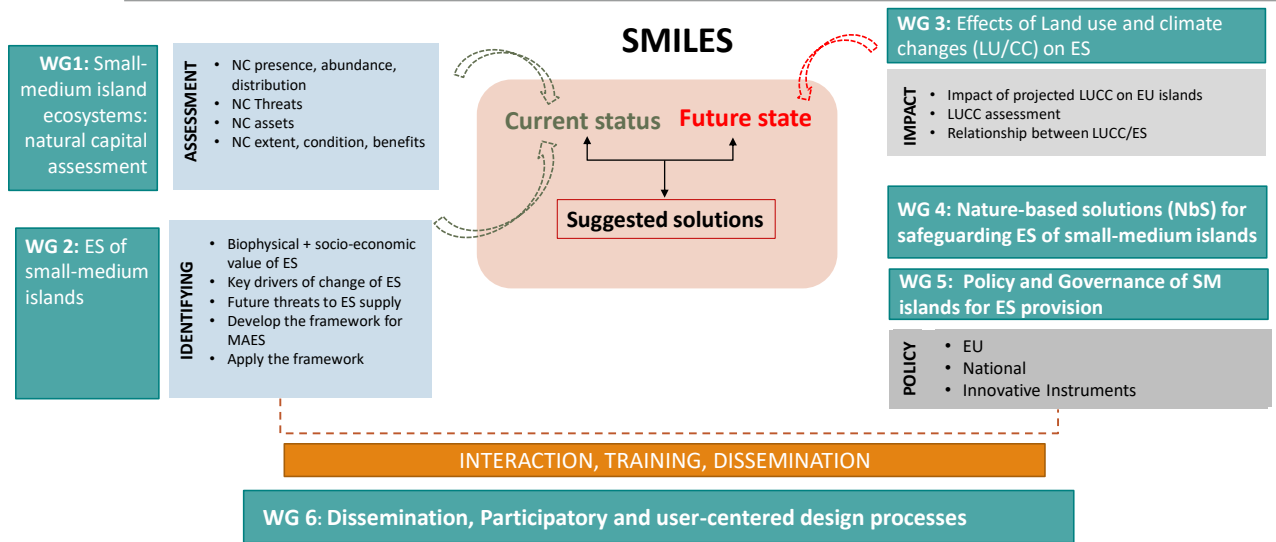 SMILES
WG1: Small-
medium island
ecosystems:
natural capital
assessment
ASSESSMENT
• NC presence, abundance,
distribution
• NC Threats
• NC assets
• NC extent, condition, benefits
WG 2: ES of
small-medium
islands
IDENTIFYING
• Biophysical + socio-economic
value of ES
• Key drivers of change of ES
• Future threats to ES supply
• Develop the framework for
MAES
• Apply the framework
Current status
Future state
Suggested solutions
WG 3: Effects of Land use and climate
changes (LU/CC) on ES
IMPACT
• Impact of projected LUCC on EU islands
• LUCC assessment
• Relationship between LUCC/ES
WG 4: Nature-based solutions (NbS) for
safeguarding ES of small-medium islands
WG 5: Policy and Governance of SM
islands for ES provision
POLICY
• EU
• National
• Innovative Instruments
INTERACTION, TRAINING, DISSEMINATION
WG 6: Dissemination, Participatory and user-centered design processes